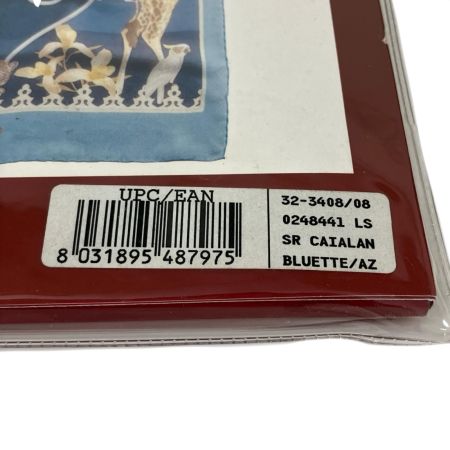 UPC/EAN
8 031895 487975
32-3408/08
0248441 LS
SR CAIALAN
BLUETTE/AZ